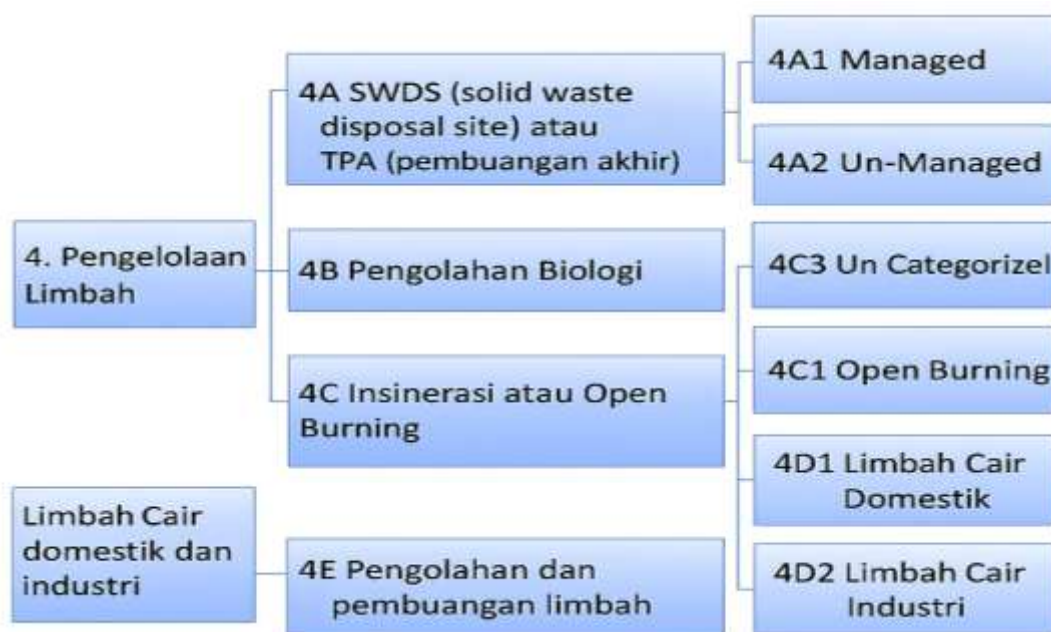 4. Pengelolaan
Limbah
4A SWDS (solid waste
disposal site) atau
TPA (pembuangan akhir)
4A1 Managed
4A2 Un-Managed
4B Pengolahan Biologi
4C Insinerasi atau Open
Burning
4C3 Un Categorizel
4C1 Open Burning
4D1 Limbah Cair
Domestik
4D2 Limbah Cair
Industri
Limbah Cair
domestik dan
industri
4E Pengolahan dan
pembuangan limbah